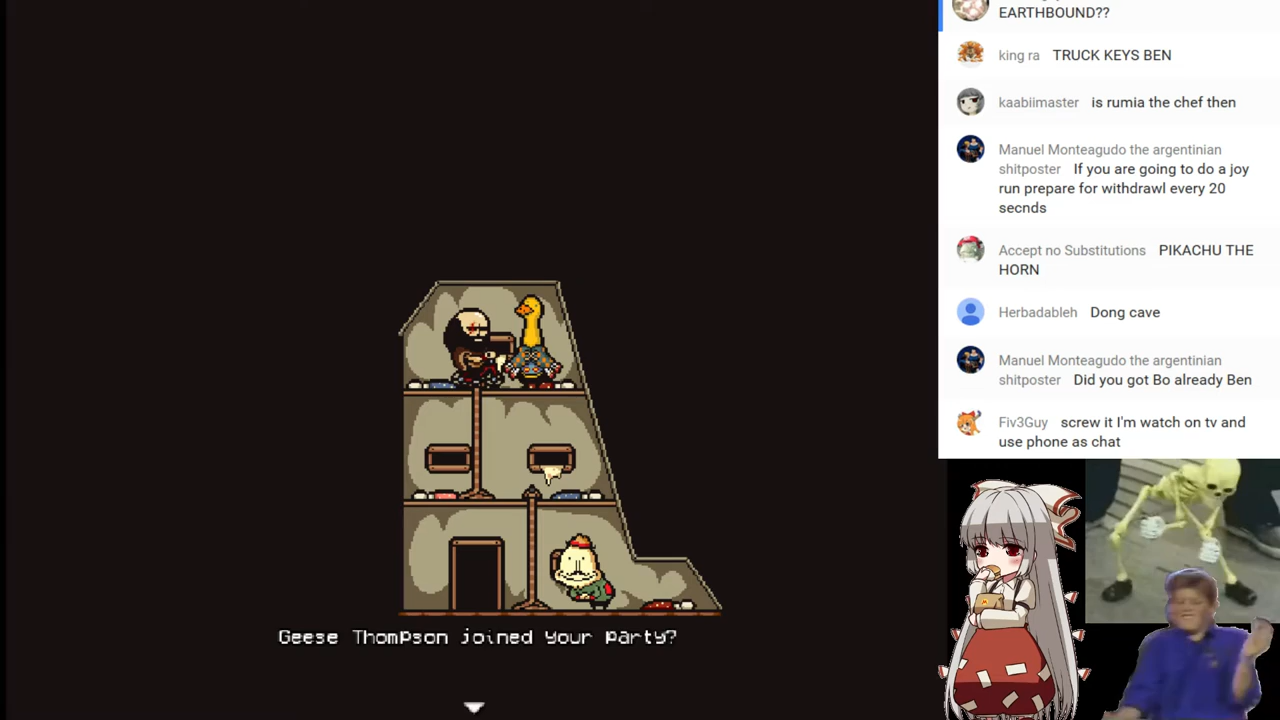 EARTHBOUND??
king ra TRUCK KEYS BEN
kaabiimaster is rumia the chef then
Manuel Monteagudo the argentinian
shitposter If you are going to do a joy
run prepare for withdrawl every 20
secnds
Accept no Substitutions PIKACHU THE
HORN
Herbadableh Dong cave
Manuel Monteagudo the argentinian
shitposter Did you got Bo already Ben
Fiv3Guy screw it I'm watch on tv and
use phone as chat
Geese Thompson joined your party?